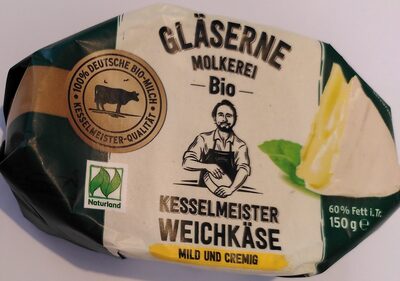 GLÄSERNE
MOLKEREI
Bio
100% DEUTSCHE BIO-MILCH
KESSELMEISTER-QUALITÄT
Naturland
KESSELMEISTER
WEICHKÄSE
MILD UND CREMIG
60% Fett i. Tr.
150 g e